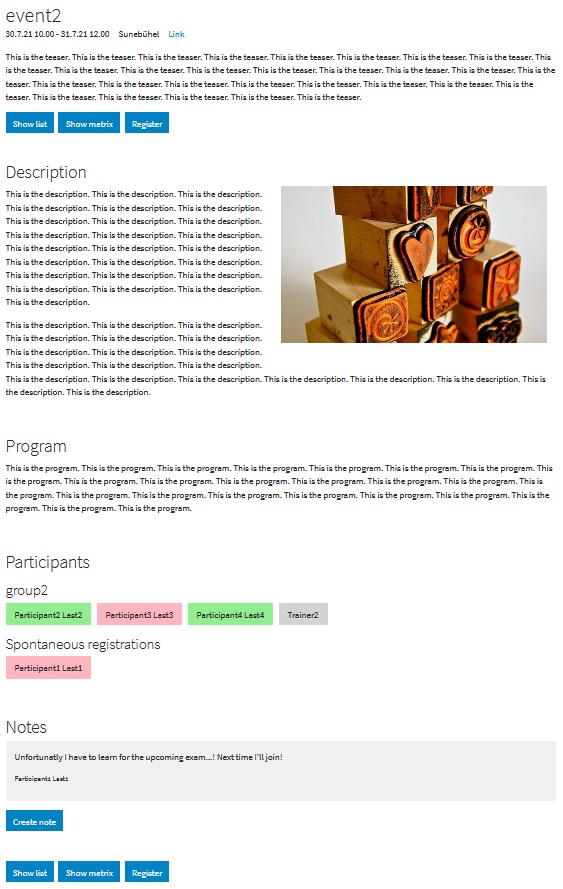 event2
30.7.21 10.00 - 31.7.21 12.00 Sunebühel Link
This is the teaser. This is the teaser. This is the teaser. This is the teaser. This is the teaser. This is the teaser. This is the teaser. This is the teaser. This
is the teaser. This is the teaser. This is the teaser. This is the teaser. This is the teaser. This is the teaser. This is the teaser. This is the teaser. This is the
teaser. This is the teaser. This is the teaser. This is the teaser. This is the teaser. This is the teaser. This is the teaser. This is the teaser. This is the
teaser. This is the teaser. This is the teaser. This is the teaser. This is the teaser. This is the teaser.
Show list Show matrix Register
Description
This is the description. This is the description. This is the description.
This is the description. This is the description. This is the description.
This is the description. This is the description. This is the description.
This is the description. This is the description. This is the description.
This is the description. This is the description. This is the description.
This is the description. This is the description. This is the description.
This is the description. This is the description. This is the description.
This is the description. This is the description. This is the description.
This is the description.
This is the description. This is the description. This is the description.
This is the description. This is the description. This is the description.
This is the description. This is the description. This is the description.
This is the description. This is the description. This is the description.
This is the description. This is the description. This is the description. This is the description. This is the description. This is the description. This is
the description. This is the description.
Program
This is the program. This is the program. This is the program. This is the program. This is the program. This is the program. This is the program. This
is the program. This is the program. This is the program. This is the program. This is the program. This is the program. This is the program. This is
the program. This is the program. This is the program. This is the program. This is the program. This is the program. This is the program. This is the
program. This is the program. This is the program.
Participants
group2
Participant2 Last2 Participant3 Last3 Participant4 Last4 Trainer2
Spontaneous registrations
Participant1 Last1
Notes
Unfortunatly I have to learn for the upcoming exam...! Next time I'll join!
Participant1 Last1
Create note
Show list Show matrix Register